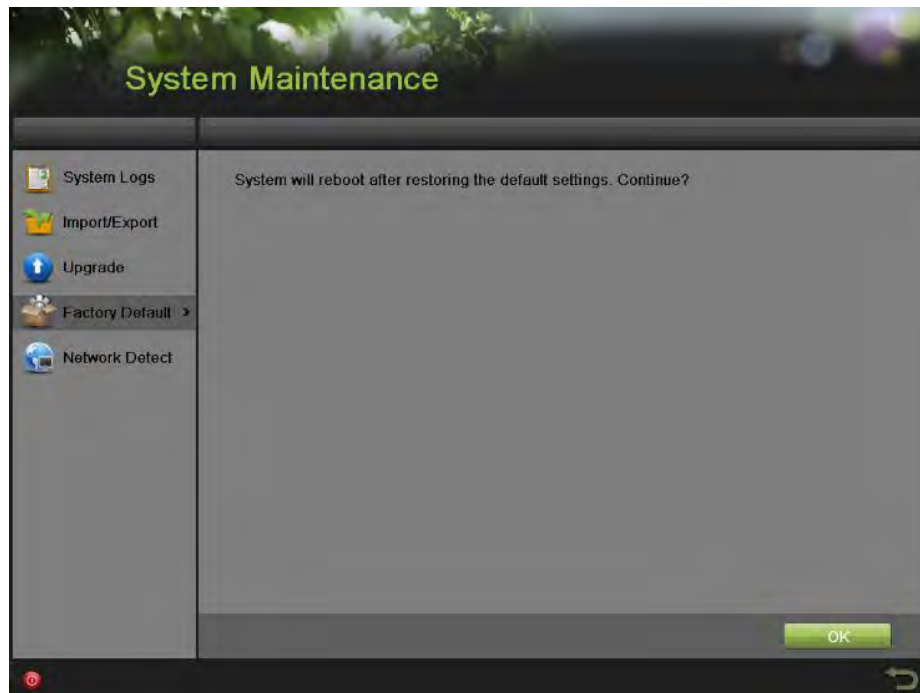 System Maintenance
System Logs
System will reboot after restoring the default settings. Continue?
Import/Export
Upgrade
Factory Default >
Network Detect
OK